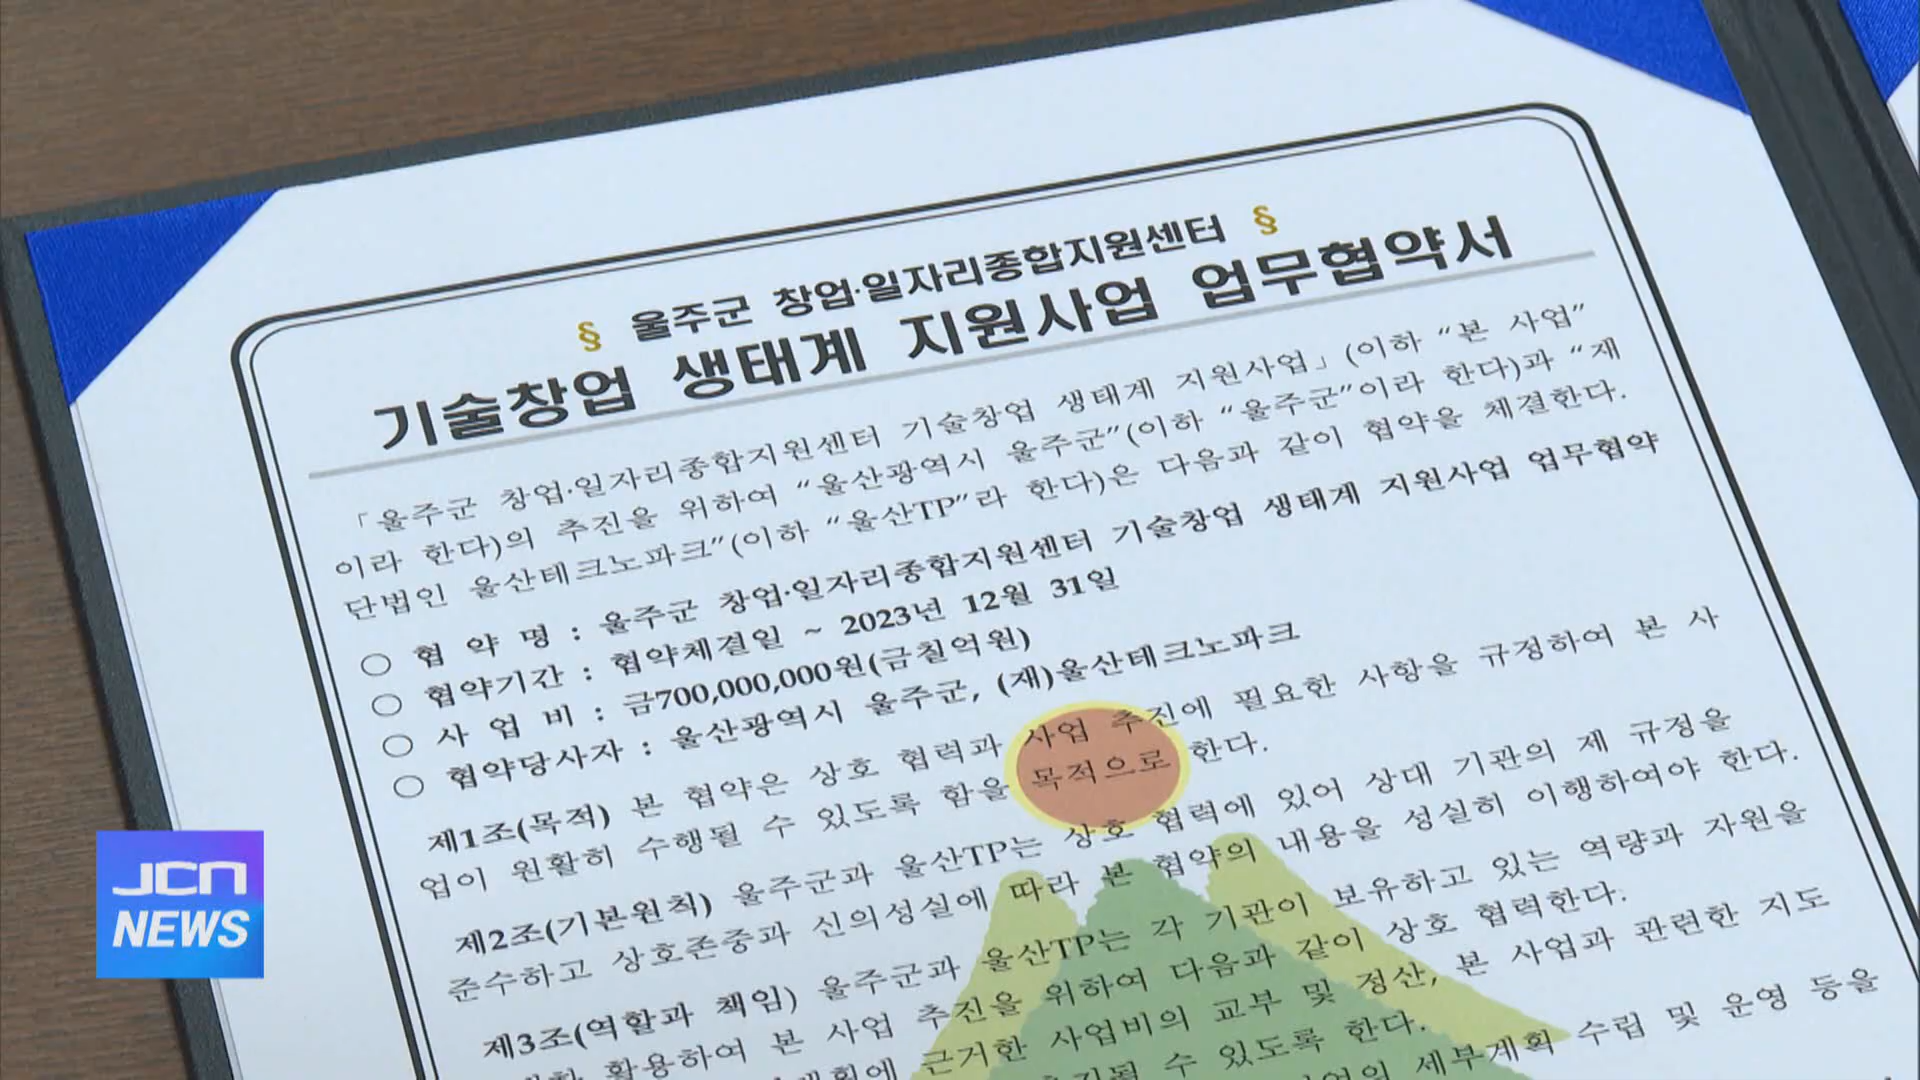 § 울주군 창업·일자리종합지원센터 §
기술창업 생태계 지원사업 업무협약서
「울주군 창업·일자리종합지원센터 기술창업 생태계 지원사업」(이하 “본 사업”
이라 한다)의 추진을 위하여 “울산광역시 울주군”(이하 “울주군”이라 한다)과 “재
단법인 울산테크노파크”(이하 “울산TP”라 한다)은 다음과 같이 협약을 체결한다.
○ 협 약 명 : 울주군 창업·일자리종합지원센터 기술창업 생태계 지원사업 업무협약
○ 협약기간 : 협약체결일 ~ 2023년 12월 31일
○ 사 업 비 : 금700,000,000원(금칠억원)
○ 협약당사자 : 울산광역시 울주군, (재)울산테크노파크
제1조(목적) 본 협약은 상호 협력과 사업 추진에 필요한 사항을 규정하여 본 사
업이 원활히 수행될 수 있도록 함을 목적으로 한다.
제2조(기본원칙) 울주군과 울산TP는 상호 협력에 있어 상대 기관의 제 규정을
준수하고 상호존중과 신의성실에 따라 본 협약의 내용을 성실히 이행하여야 한다.
제3조(역할과 책임) 울주군과 울산TP는 각 기관이 보유하고 있는 역량과 자원을
활용하여 본 사업 추진을 위하여 다음과 같이 상호 협력한다.
근거한 사업비의 교부 및 정산, 본 사업과 관련한 지도
수 있도록 한다.
세부계획 수립 및 운영 등을
JCN
NEWS